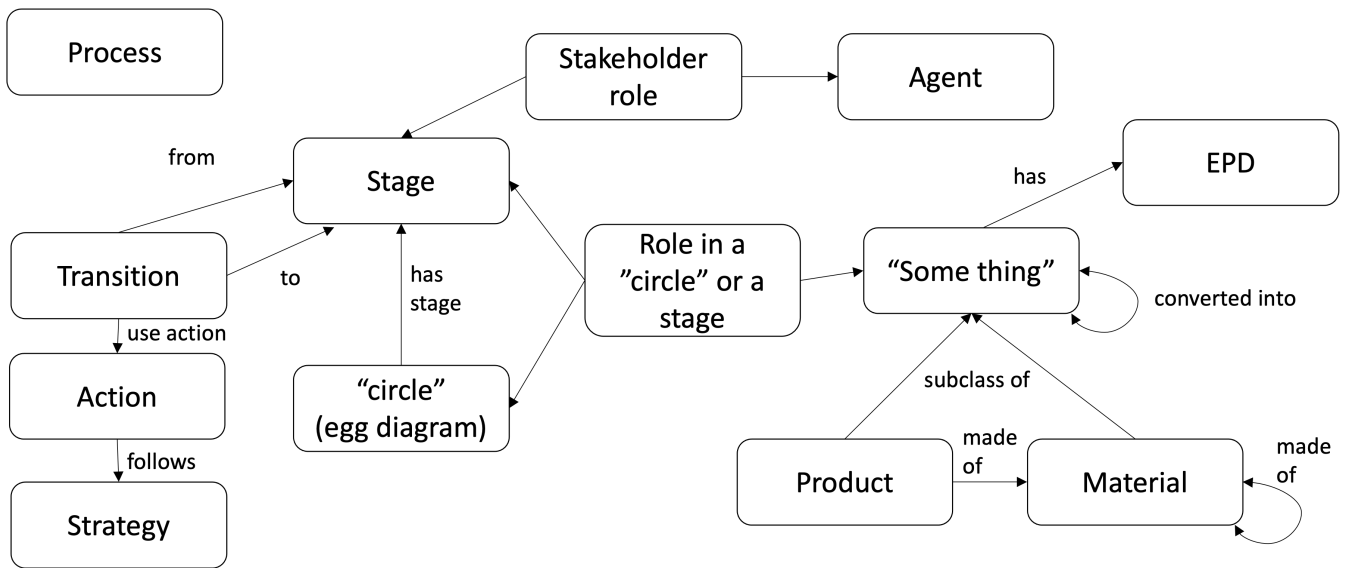 Process
Stakeholder
role
Agent
from
Stage
has
EPD
Transition
to
has
stage
Role in a
”circle” or a
stage
“Some thing”
converted into
use action
Action
“circle”
(egg diagram)
subclass of
follows
Strategy
Product
made
of
Material
made
of